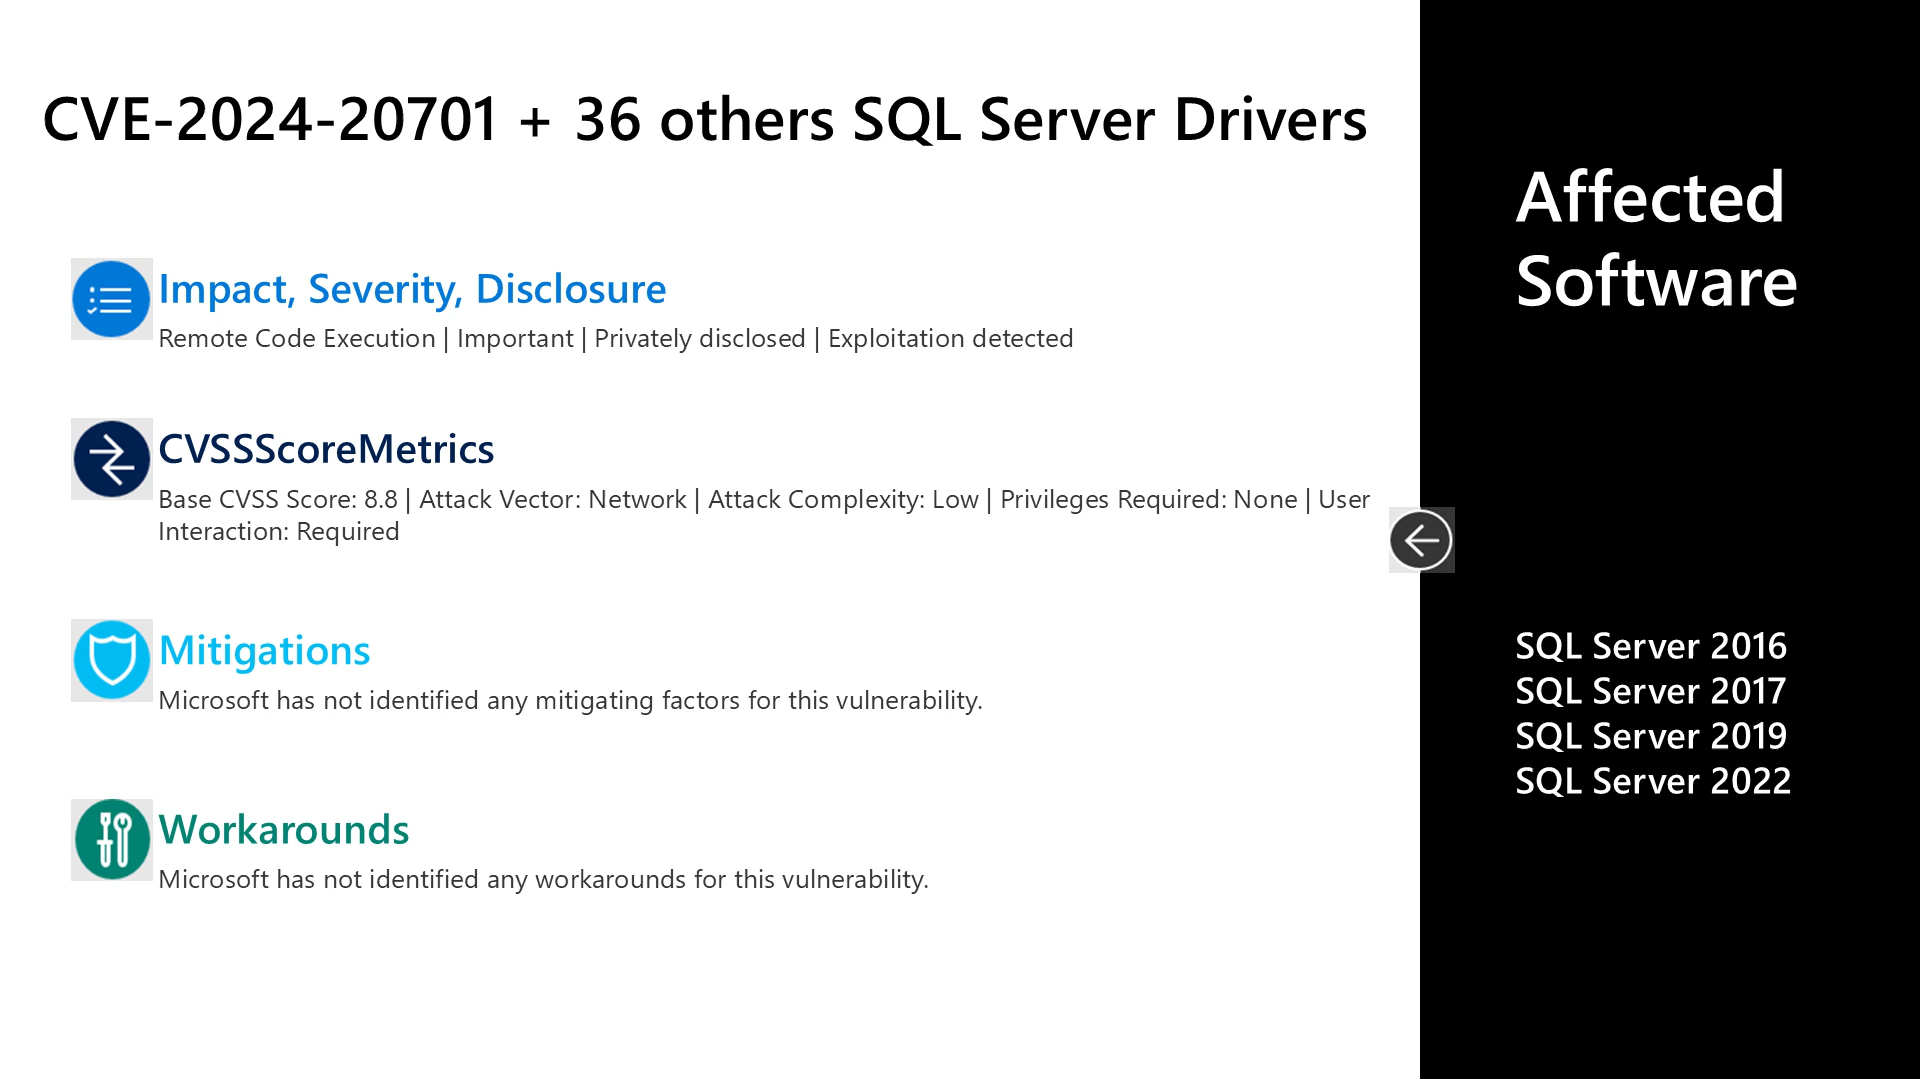 CVE-2024-20701 + 36 others SQL Server Drivers
Impact, Severity, Disclosure
Remote Code Execution | Important | Privately disclosed | Exploitation detected
CVSSScoreMetrics
Base CVSS Score: 8.8 | Attack Vector: Network | Attack Complexity: Low | Privileges Required: None | User
Interaction: Required
Mitigations
Microsoft has not identified any mitigating factors for this vulnerability.
Workarounds
Microsoft has not identified any workarounds for this vulnerability.
Affected
Software
SQL Server 2016
SQL Server 2017
SQL Server 2019
SQL Server 2022